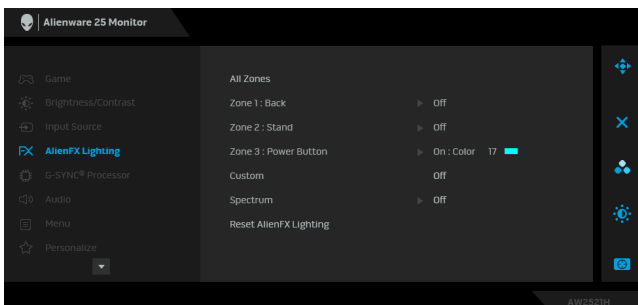 Alienware 25 Monitor
Game
Brightness/Contrast
Input Source
FX AlienFX Lighting
G-SYNC® Processor
Audio
Menu
Personalize
All Zones
Zone 1 : Back Off
Zone 2 : Stand Off
Zone 3 : Power Button On : Color 17
Custom Off
Spectrum Off
Reset AlienFX Lighting
AW2521H